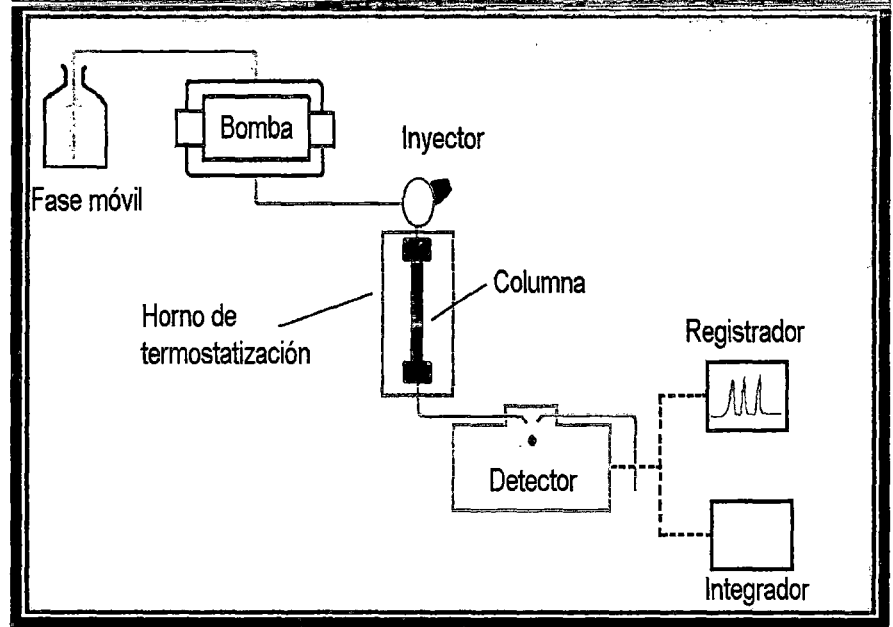 Bomba
Inyector
Fase móvil
Columna
Horno de
termostatización
Registrador
Detector
Integrador